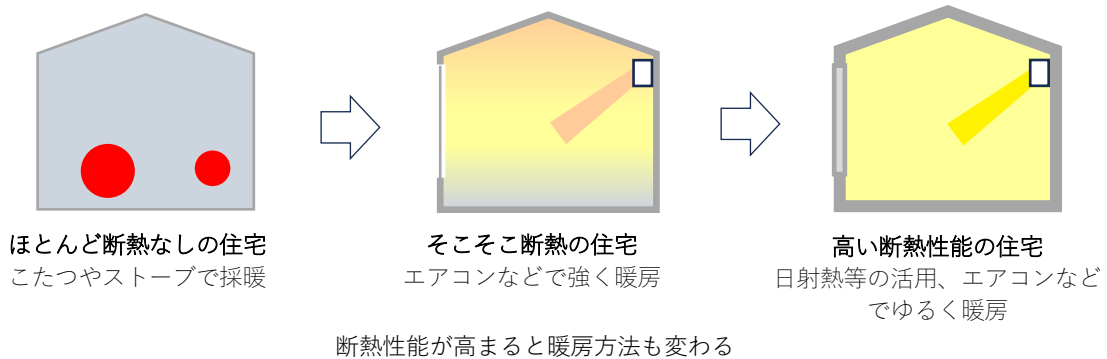 ほとんど断熱なしの住宅
こたつやストーブで採暖
そこそこ断熱の住宅
エアコンなどで強く暖房
高い断熱性能の住宅
日射熱等の活用、エアコンなど
でゆるく暖房
断熱性能が高まると暖房方法も変わる